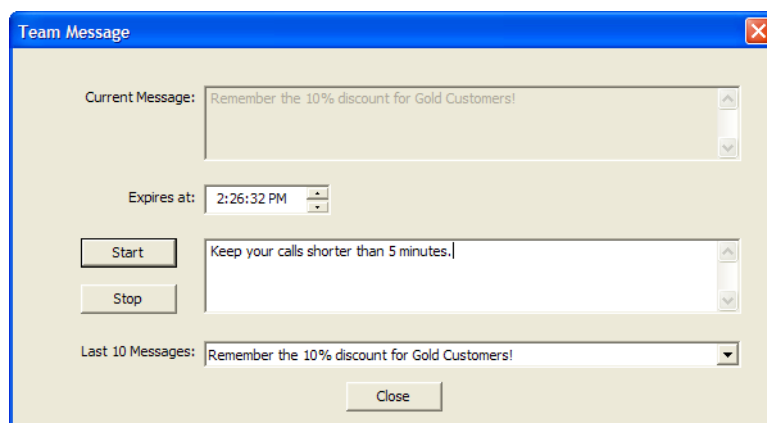 Team Message
Current Message: Remember the 10% discount for Gold Customers!
Expires at: 2:26:32 PM
Start Keep your calls shorter than 5 minutes.
Stop
Last 10 Messages: Remember the 10% discount for Gold Customers!
Close